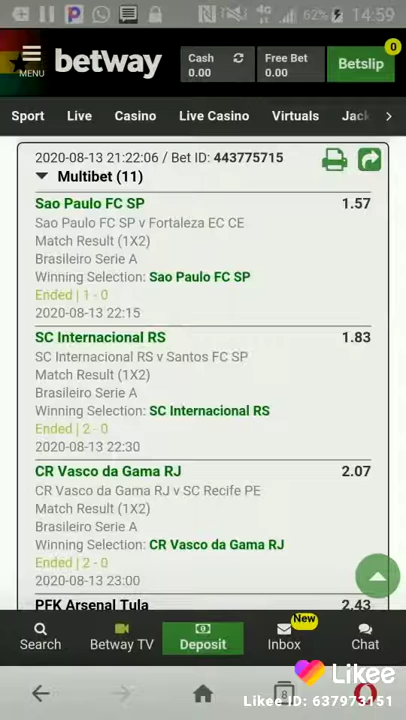 4G 62% 14:59
MENU
betway
Cash
0.00
Free Bet
0.00
Betslip
0
Sport Live Casino Live Casino Virtuals Jac
2020-08-13 21:22:06 / Bet ID: 443775715
Multibet (11)
Sao Paulo FC SP 1.57
Sao Paulo FC SP v Fortaleza EC CE
Match Result (1X2)
Brasileiro Serie A
Winning Selection: Sao Paulo FC SP
Ended | 1 - 0
2020-08-13 22:15
SC Internacional RS 1.83
SC Internacional RS v Santos FC SP
Match Result (1X2)
Brasileiro Serie A
Winning Selection: SC Internacional RS
Ended | 2 - 0
2020-08-13 22:30
CR Vasco da Gama RJ 2.07
CR Vasco da Gama RJ v SC Recife PE
Match Result (1X2)
Brasileiro Serie A
Winning Selection: CR Vasco da Gama RJ
Ended | 2 - 0
2020-08-13 23:00
PFK Arsenal Tula 2.43
New
Search Betway TV Deposit Inbox Chat
Likee
8
Likee ID: 637973151